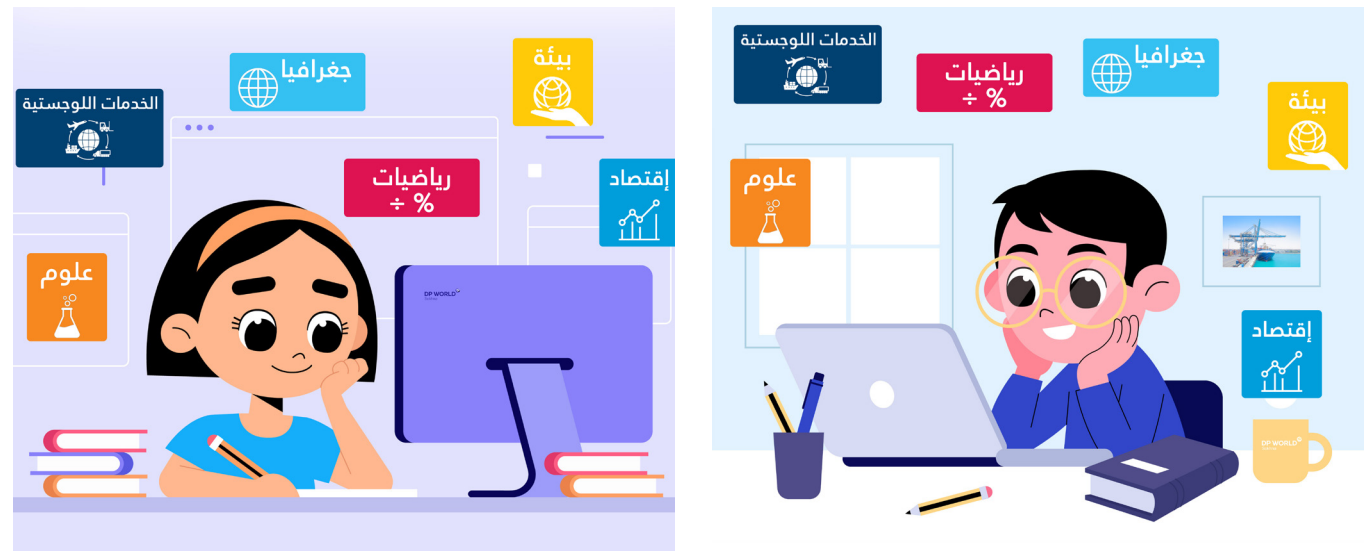 بيئة
جغرافيا
الخدمات اللوجستية
رياضيات
% ÷
إقتصاد
علوم
DP WORLD
الخدمات اللوجستية
رياضيات
% ÷
جغرافيا
بيئة
علوم
إقتصاد
DP WORLD